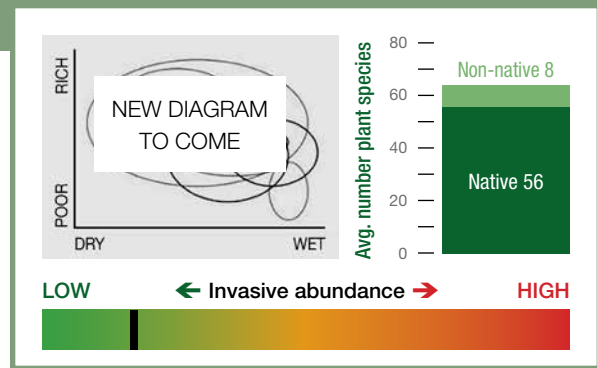 RICH
POOR
NEW DIAGRAM
TO COME
DRY
WET
Avg. number plant species
80
60
40
20
0
Non-native 8
Native 56
LOW
← Invasive abundance →
HIGH